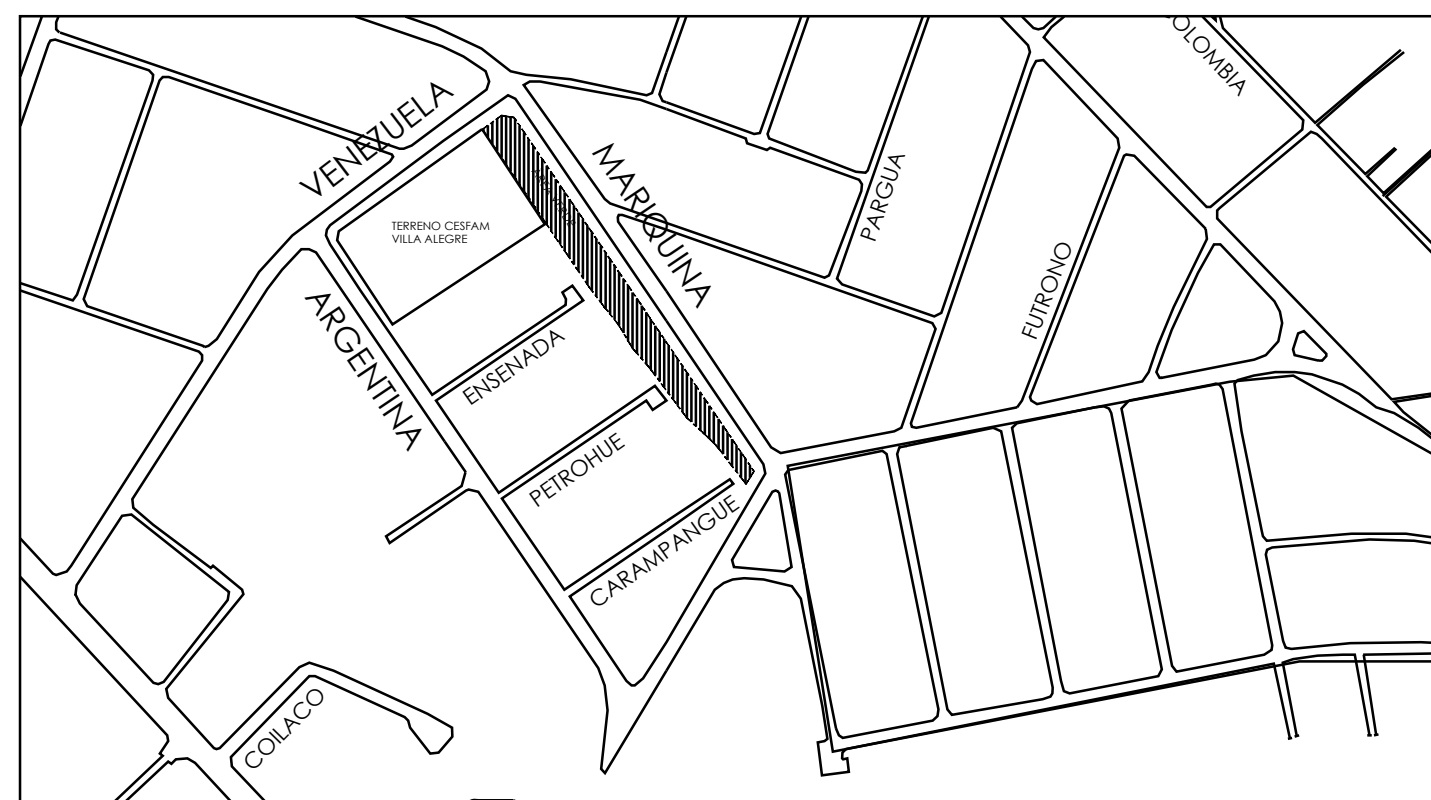 COLOMBIA
VENEZUELA
MARIQUINA
PARGUA
TERRENO CESFAM
VILLA ALEGRE
FUTRONO
ARGENTINA
ENSENADA
PETROHUE
CARAMPANGUE
COILACO